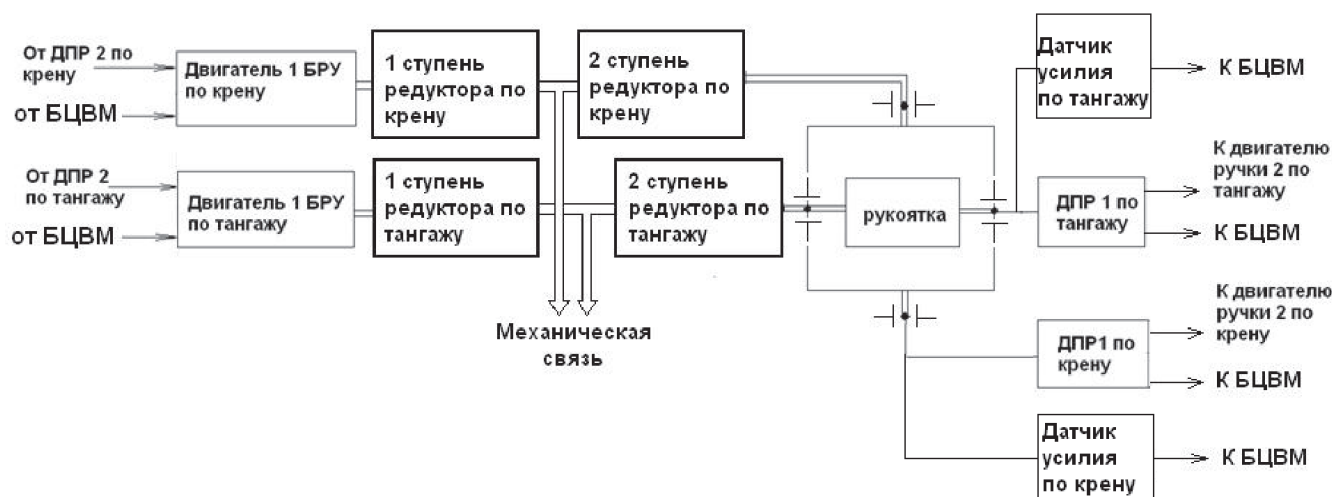 От ДПР 2 по
крену
от БЦВМ
Двигатель 1 БРУ
по крену
1 ступень
редуктора по
крену
2 ступень
редуктора по
крену
Датчик
усилия
по тангажу
К БЦВМ
От ДПР 2
по тангажу
от БЦВМ
Двигатель 1 БРУ
по тангажу
1 ступень
редуктора по
тангажу
2 ступень
редуктора по
тангажу
рукоятка
ДПР 1 по
тангажу
К двигателю
ручки 2 по
тангажу
К БЦВМ
Механическая
связь
ДПР1 по
крену
К двигателю
ручки 2 по
крену
К БЦВМ
Датчик
усилия
по крену
К БЦВМ